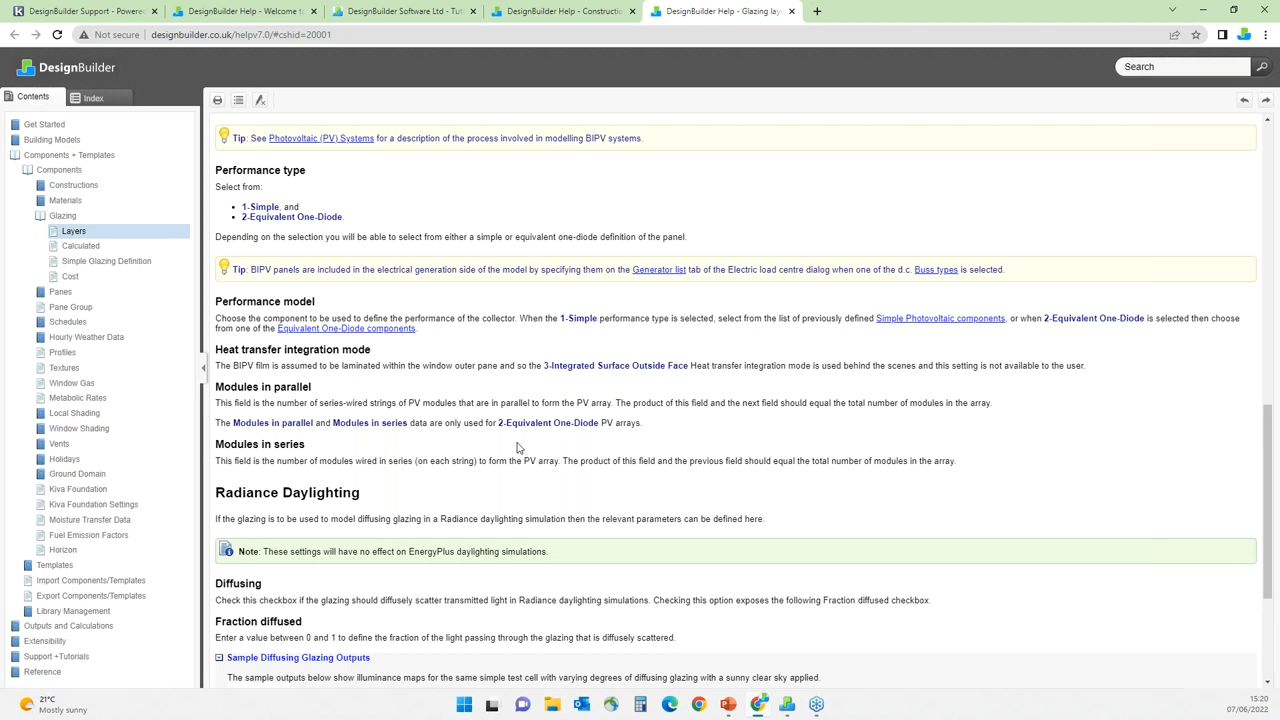 DesignBuilder Support - Powere
DesignBuilder Help - Welcome to
DesignBuilder Software Ltd - Tut
DesignBuilder Help - Construction
DesignBuilder Help - Glazing laye
Not secure
designbuilder.co.uk/helpv7.0/#cshid=20001
DesignBuilder
Search
Contents
Index
Get Started
Building Models
Components + Templates
Components
Constructions
Materials
Glazing
Layers
Calculated
Simple Glazing Definition
Cost
Panes
Pane Group
Schedules
Hourly Weather Data
Profiles
Textures
Window Gas
Metabolic Rates
Local Shading
Window Shading
Vents
Holidays
Ground Domain
Kiva Foundation
Kiva Foundation Settings
Moisture Transfer Data
Fuel Emission Factors
Horizon
Templates
Import Components/Templates
Export Components/Templates
Library Management
Outputs and Calculations
Extensibility
Support +Tutorials
Reference
Tip: See Photovoltaic (PV) Systems for a description of the process involved in modelling BIPV systems.
Performance type
Select from:
• 1-Simple, and
• 2-Equivalent One-Diode.
Depending on the selection you will be able to select from either a simple or equivalent one-diode definition of the panel.
Tip: BIPV panels are included in the electrical generation side of the model by specifying them on the Generator list tab of the Electric load centre dialog when one of the d.c. Buss types is selected.
Performance model
Choose the component to be used to define the performance of the collector. When the 1-Simple performance type is selected, select from the list of previously defined Simple Photovoltaic components, or when 2-Equivalent One-Diode is selected then choose
from one of the Equivalent One-Diode components.
Heat transfer integration mode
The BIPV film is assumed to be laminated within the window outer pane and so the 3-Integrated Surface Outside Face Heat transfer integration mode is used behind the scenes and this setting is not available to the user.
Modules in parallel
This field is the number of series-wired strings of PV modules that are in parallel to form the PV array. The product of this field and the next field should equal the total number of modules in the array.
The Modules in parallel and Modules in series data are only used for 2-Equivalent One-Diode PV arrays.
Modules in series
This field is the number of modules wired in series (on each string) to form the PV array. The product of this field and the previous field should equal the total number of modules in the array.
Radiance Daylighting
If the glazing is to be used to model diffusing glazing in a Radiance daylighting simulation then the relevant parameters can be defined here.
Note: These settings will have no effect on EnergyPlus daylighting simulations.
Diffusing
Check this checkbox if the glazing should diffusely scatter transmitted light in Radiance daylighting simulations. Checking this option exposes the following Fraction diffused checkbox.
Fraction diffused
Enter a value between 0 and 1 to define the fraction of the light passing through the glazing that is diffusely scattered.
Sample Diffusing Glazing Outputs
The sample outputs below show illuminance maps for the same simple test cell with varying degrees of diffusing glazing with a sunny clear sky applied.
21°C
Mostly sunny
15:20
07/06/2022